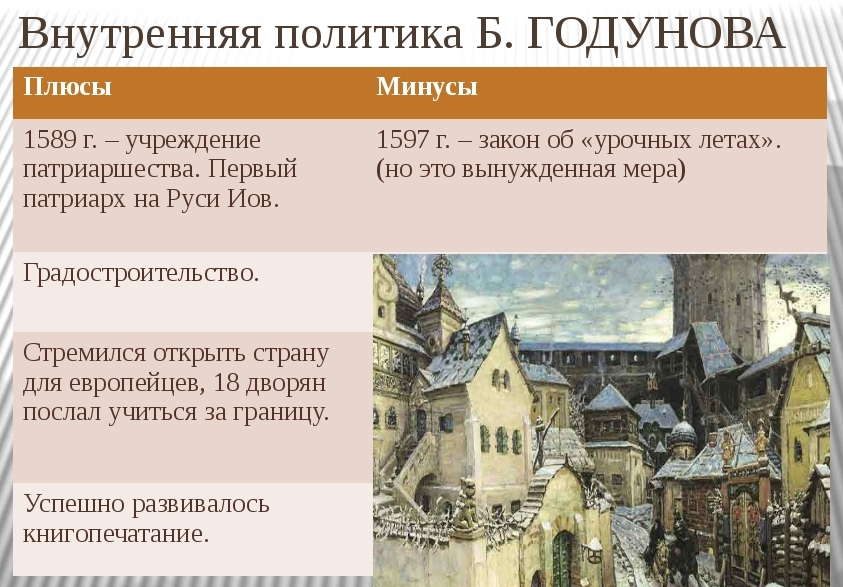 Внутренняя политика Б. ГОДУНОВА
Плюсы
Минусы
1589 г. – учреждение
патриаршества. Первый
патриарх на Руси Иов.
1597 г. – закон об «урочных летах».
(но это вынужденная мера)
Градостроительство.
Стремился открыть страну
для европейцев, 18 дворян
послал учиться за границу.
Успешно развивалось
книгопечатание.